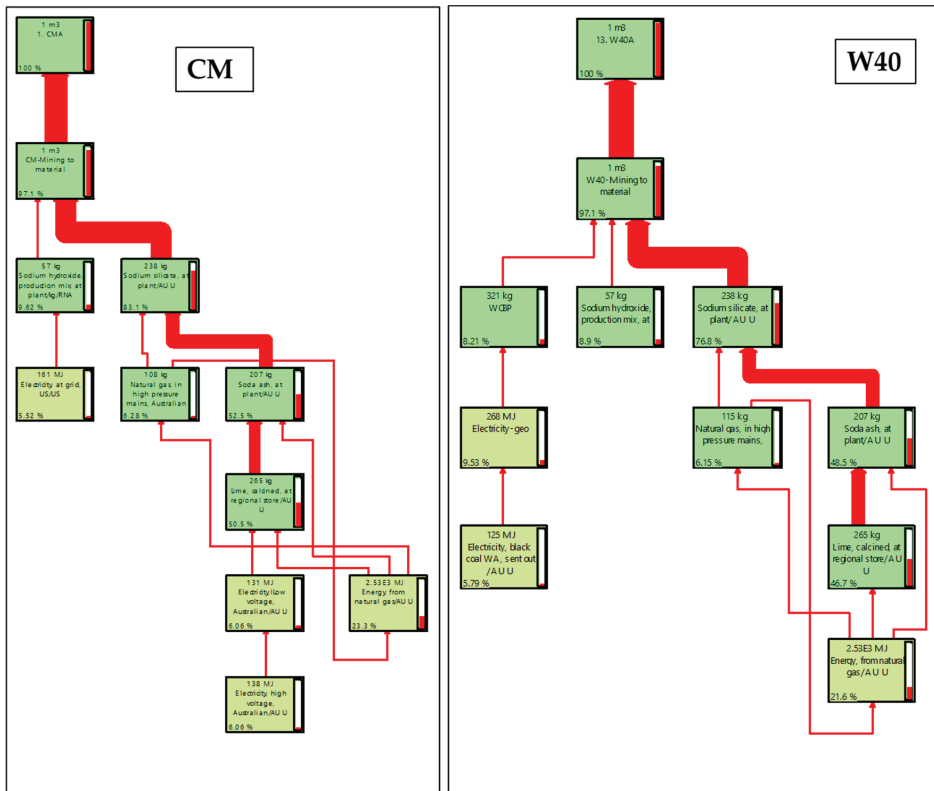 CM
1 m3
1. CMA
100 %
1 m3
CM-Mining to
material
97.1 %
57 kg
Sodium hydroxide,
production mix, at
plant/kg/RNA
9.62 %
238 kg
Sodium silicate, at
plant/AU U
83.1 %
161 MJ
Electricity at grid,
US/US
5.52 %
108 kg
Natural gas, in
high pressure
mains, Australian
6.28 %
207 kg
Soda ash, at
plant/AU U
52.5 %
265 kg
Lime, calcined, at
regional store/AU
U
50.5 %
131 MJ
Electricity low
voltage,
Australian/AU U
6.06 %
2.53E3 MJ
Energy from
natural gas/AU U
23.3 %
138 MJ
Electricity high
voltage,
Australian/AU U
6.06 %
W40
1 m3
13. W40A
100 %
1 m3
W40-Mining to
material
97.1 %
321 kg
WCBP
8.21 %
57 kg
Sodium hydroxide,
production mix, at
8.9 %
238 kg
Sodium silicate, at
plant/AU U
76.8 %
268 MJ
Electricity-geo
9.53 %
115 kg
Natural gas, in high
pressure mains,
6.15 %
207 kg
Soda ash, at
plant/AU U
48.5 %
125 MJ
Electricity, black
coal WA, sent out
/AU U
5.79 %
265 kg
Lime, calcined, at
regional store/AU
U
46.7 %
2.53E3 MJ
Energy, from natural
gas/AU U
21.6 %